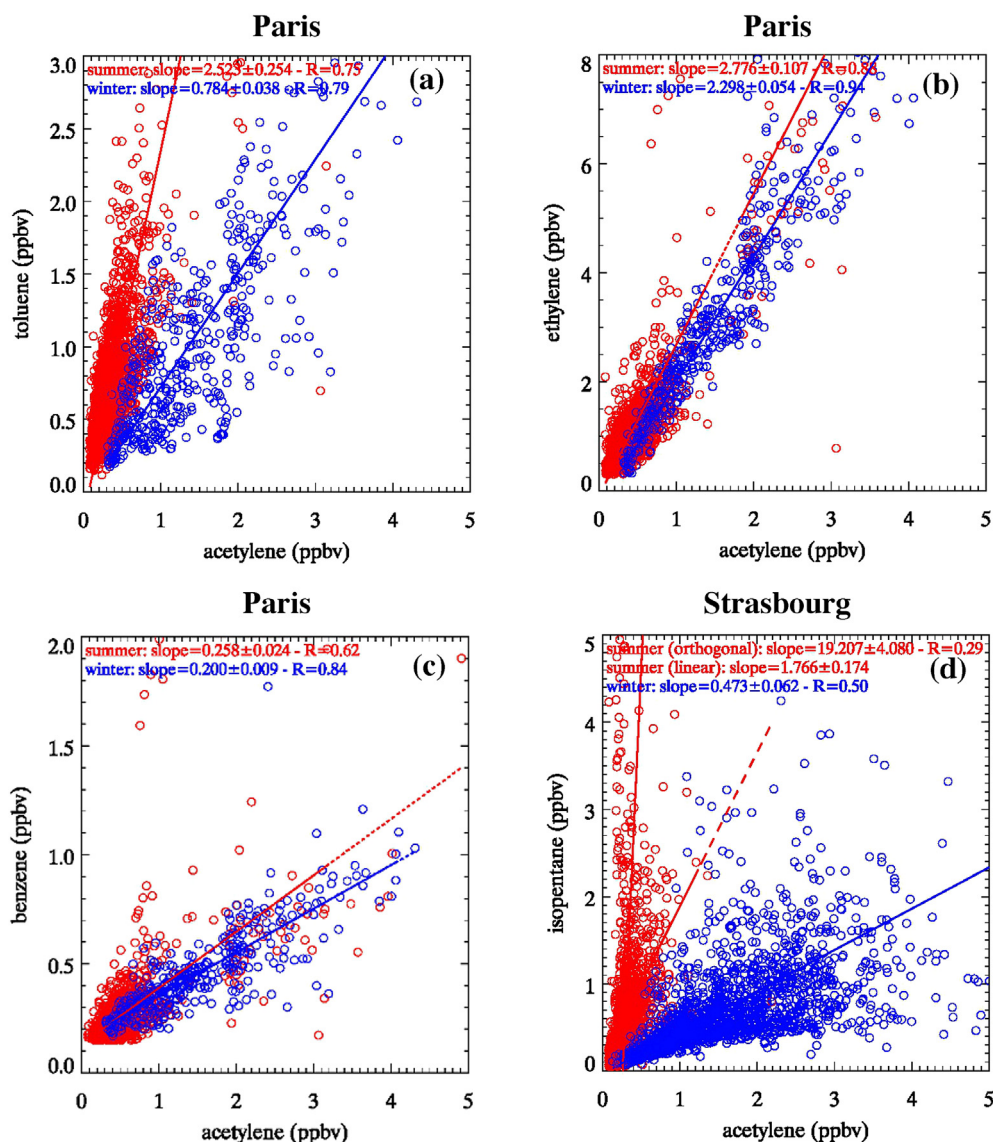 Paris
summer: slope=2.523±0.254 - R=0.75
winter: slope=0.784±0.038 - R=0.79
(a)
3.0
2.5
2.0
1.5
1.0
0.5
0.0
toluene (ppbv)
0 1 2 3 4 5
acetylene (ppbv)
Paris
summer: slope=2.776±0.107 - R=0.88
winter: slope=2.298±0.054 - R=0.94
(b)
8
6
4
2
0
ethylene (ppbv)
0 1 2 3 4 5
acetylene (ppbv)
Paris
summer: slope=0.258±0.024 - R=0.62
winter: slope=0.200±0.009 - R=0.84
(c)
2.0
1.5
1.0
0.5
0.0
benzene (ppbv)
0 1 2 3 4 5
acetylene (ppbv)
Strasbourg
summer (orthogonal): slope=19.207±4.080 - R=0.29
summer (linear): slope=1.766±0.174
winter: slope=0.473±0.062 - R=0.50
(d)
5
4
3
2
1
0
isopentane (ppbv)
0 1 2 3 4 5
acetylene (ppbv)